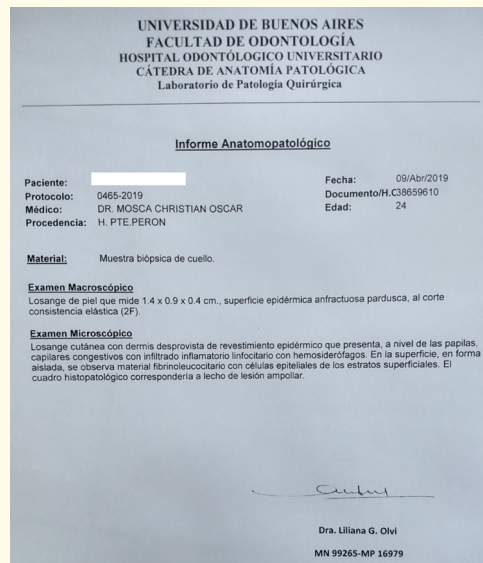 UNIVERSIDAD DE BUENOS AIRES
FACULTAD DE ODONTOLOGÍA
HOSPITAL ODONTÓLOGICO UNIVERSITARIO
CÁTEDRA DE ANATOMÍA PATOLÓGICA
Laboratorio de Patología Quirúrgica
Informe Anatomopatológico
Paciente:
Fecha: 09/Abr/2019
Protocolo: 0465-2019
Documento/H.C38659610
Médico: DR. MOSCA CHRISTIAN OSCAR
Edad: 24
Procedencia: H. PTE.PERON
Material: Muestra biópsica de cuello.
Examen Macroscópico
Losange de piel que mide 1.4 x 0.9 x 0.4 cm., superficie epidérmica anfractuosa pardusca, al corte
consistencia elástica (2F).
Examen Microscópico
Losange cutánea con dermis desprovista de revestimiento epidérmico que presenta, a nivel de las papilas,
capilares congestivos con infiltrado inflamatorio linfocitario con hemosiderófagos. En la superficie, en forma
aislada, se observa material fibrinoleucocitario con células epiteliales de los estratos superficiales. El
cuadro histopatológico correspondería a lecho de lesión ampollar.
Dra. Liliana G. Olvi
MN 99265-MP 16979